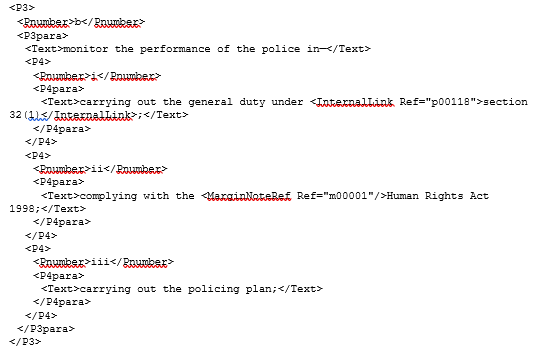 <P3>
<Pnumber>b</Pnumber>
<P3para>
<Text>monitor the performance of the police in—</Text>
<P4>
<Pnumber>i</Pnumber>
<P4para>
<Text>carrying out the general duty under <InternalLink Ref="p00118">section
32(1)</InternalLink>;</Text>
</P4para>
</P4>
<P4>
<Pnumber>ii</Pnumber>
<P4para>
<Text>complying with the <MarginNoteRef Ref="m00001"/>Human Rights Act
1998;</Text>
</P4para>
</P4>
<P4>
<Pnumber>iii</Pnumber>
<P4para>
<Text>carrying out the policing plan;</Text>
</P4para>
</P4>
</P3para>
</P3>